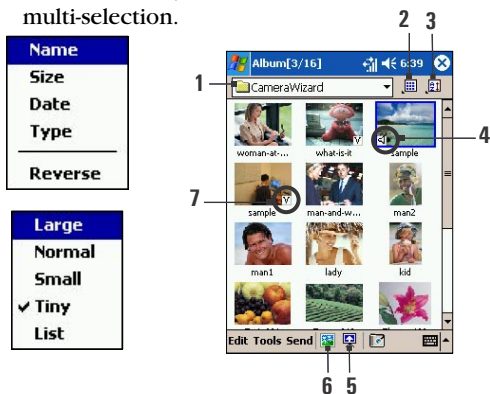 multi-selection.
Name
Size
Date
Type
Reverse
Large
Normal
Small
✓ Tiny
List
2 3
Album[3/16] 6:39
1 CameraWizard
4
woman-at-... what-is-it V sample
7
sample V man-and-w... man2
man1 lady kid
Edit Tools Send
6 5